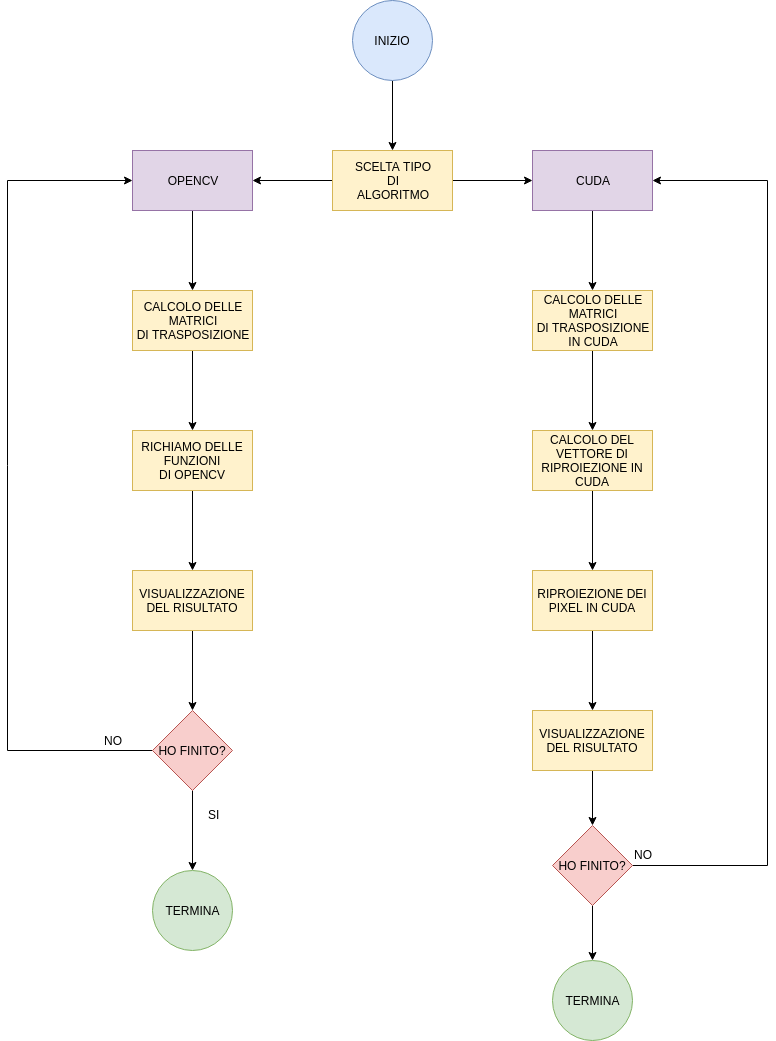 INIZIO
OPENCV
SCELTA TIPO
DI
ALGORITMO
CUDA
CALCOLO DELLE
MATRICI
DI TRASPOSIZIONE
CALCOLO DELLE
MATRICI
DI TRASPOSIZIONE
IN CUDA
RICHIAMO DELLE
FUNZIONI
DI OPENCV
CALCOLO DEL
VETTORE DI
RIPROIEZIONE IN
CUDA
VISUALIZZAZIONE
DEL RISULTATO
RIPROIEZIONE DEI
PIXEL IN CUDA
NO
HO FINITO?
SI
TERMINA
VISUALIZZAZIONE
DEL RISULTATO
HO FINITO?
NO
TERMINA